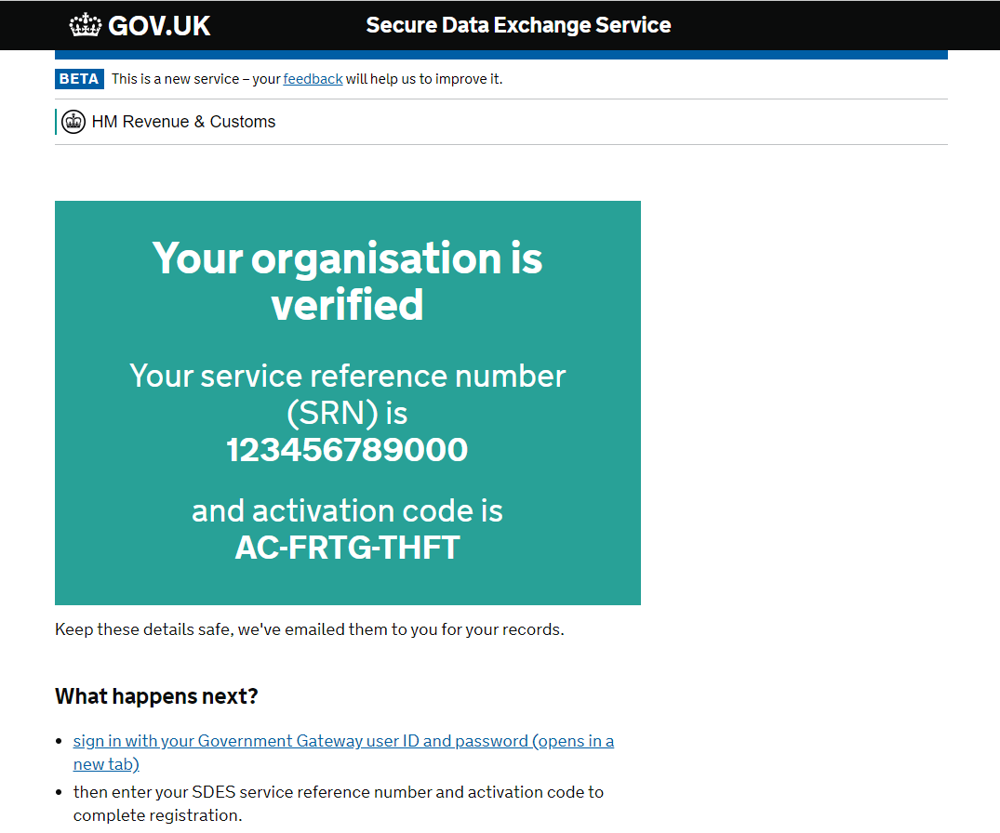 GOV.UK
Secure Data Exchange Service
BETA This is a new service – your feedback will help us to improve it.
HM Revenue & Customs
Your organisation is
verified
Your service reference number
(SRN) is
123456789000
and activation code is
AC-FRTG-THFT
Keep these details safe, we've emailed them to you for your records.
What happens next?
• sign in with your Government Gateway user ID and password (opens in a
new tab)
• then enter your SDES service reference number and activation code to
complete registration.